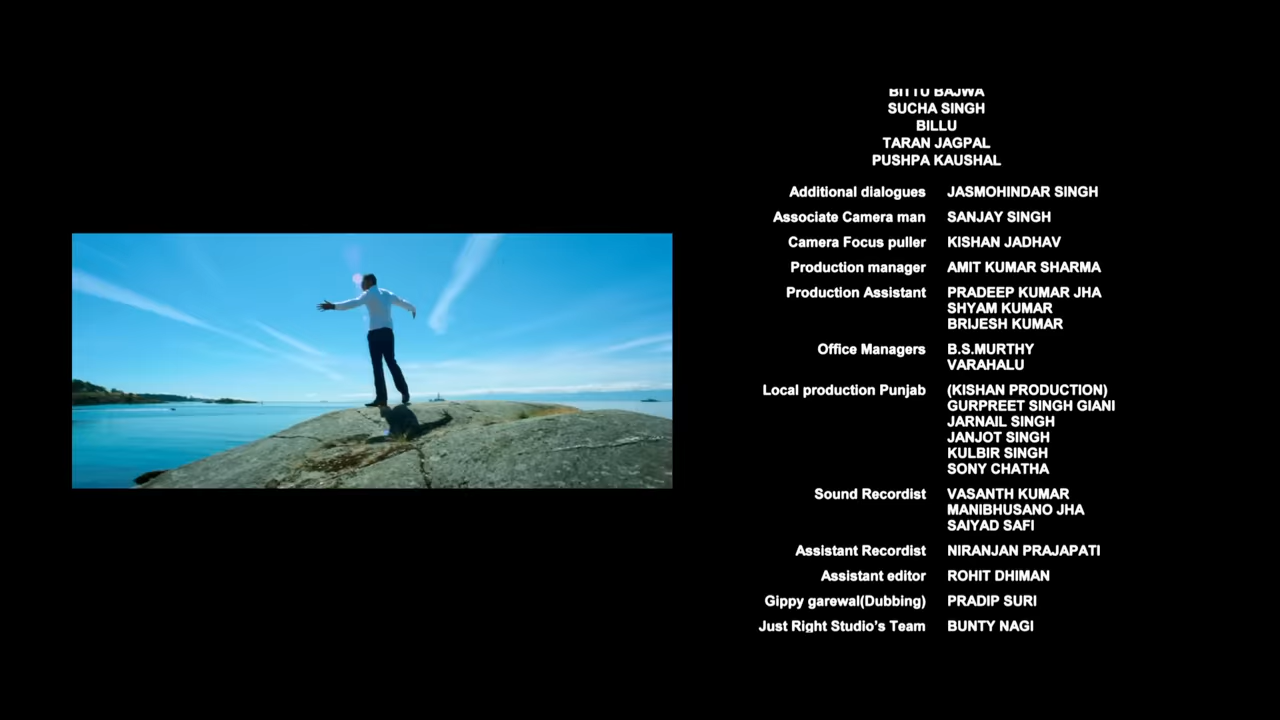 BITTU BAJWA
SUCHA SINGH
BILLU
TARAN JAGPAL
PUSHPA KAUSHAL
Additional dialogues JASMOHINDAR SINGH
Associate Camera man SANJAY SINGH
Camera Focus puller KISHAN JADHAV
Production manager AMIT KUMAR SHARMA
Production Assistant PRADEEP KUMAR JHA
SHYAM KUMAR
BRIJESH KUMAR
Office Managers B.S.MURTHY
VARAHALU
Local production Punjab (KISHAN PRODUCTION)
GURPREET SINGH GIANI
JARNAIL SINGH
JANJOT SINGH
KULBIR SINGH
SONY CHATHA
Sound Recordist VASANTH KUMAR
MANIBHUSANO JHA
SAIYAD SAFI
Assistant Recordist NIRANJAN PRAJAPATI
Assistant editor ROHIT DHIMAN
Gippy garewal(Dubbing) PRADIP SURI
Just Right Studio's Team BUNTY NAGI